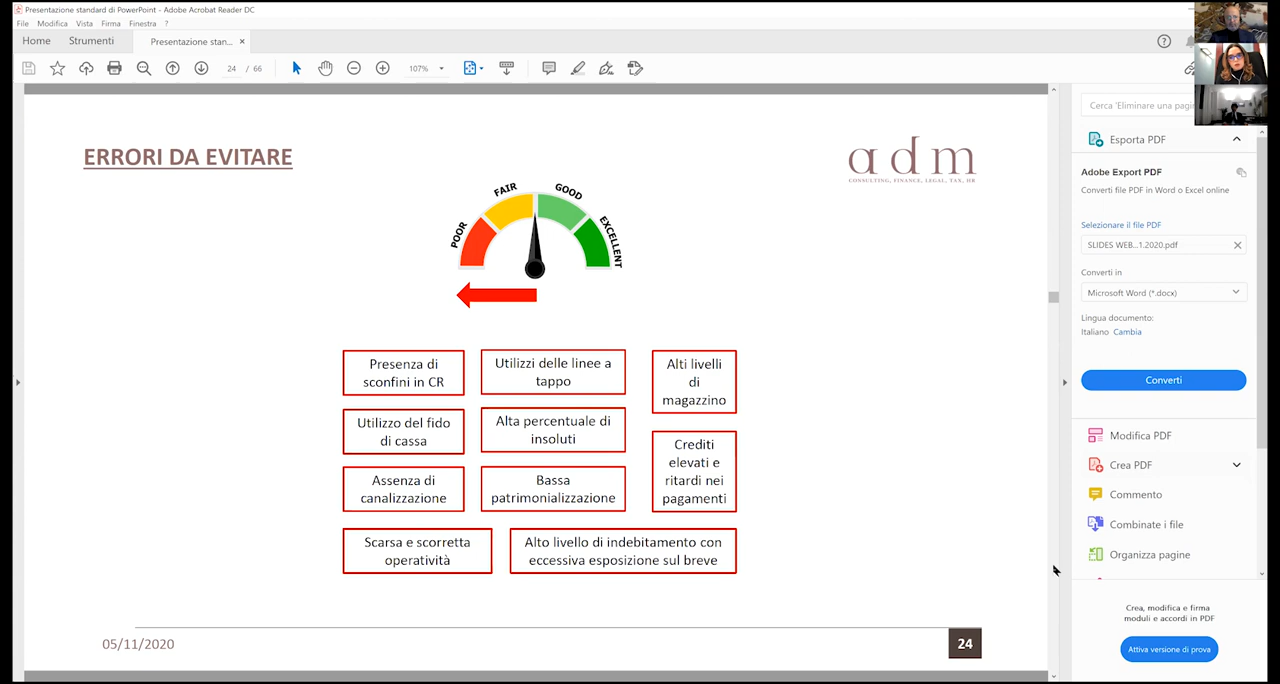 Presentazione standard di PowerPoint - Adobe Acrobat Reader DC
File Modifica Vista Firma Finestra ?
Home Strumenti Presentazione stan... ×
24 / 66 107%
Cerca 'Eliminare una pagin
ERRORI DA EVITARE
adm
CONSULTING, FINANCE, LEGAL, TAX, HR
POOR
FAIR
GOOD
EXCELLENT
Presenza di
sconfini in CR
Utilizzi delle linee a
tappo
Alti livelli
di
magazzino
Utilizzo del fido
di cassa
Alta percentuale di
insoluti
Crediti
elevati e
ritardi nei
pagamenti
Assenza di
canalizzazione
Bassa
patrimonializzazione
Scarsa e scorretta
operatività
Alto livello di indebitamento con
eccessiva esposizione sul breve
05/11/2020
24
Esporta PDF
Adobe Export PDF
Converti file PDF in Word o Excel online
Selezionare il file PDF
SLIDES WEB...1.2020.pdf
Converti in
Microsoft Word (*.docx)
Lingua documento:
Italiano Cambia
Converti
Modifica PDF
Crea PDF
Commento
Combinate i file
Organizza pagine
Crea, modifica e firma
moduli e accordi in PDF
Attiva versione di prova